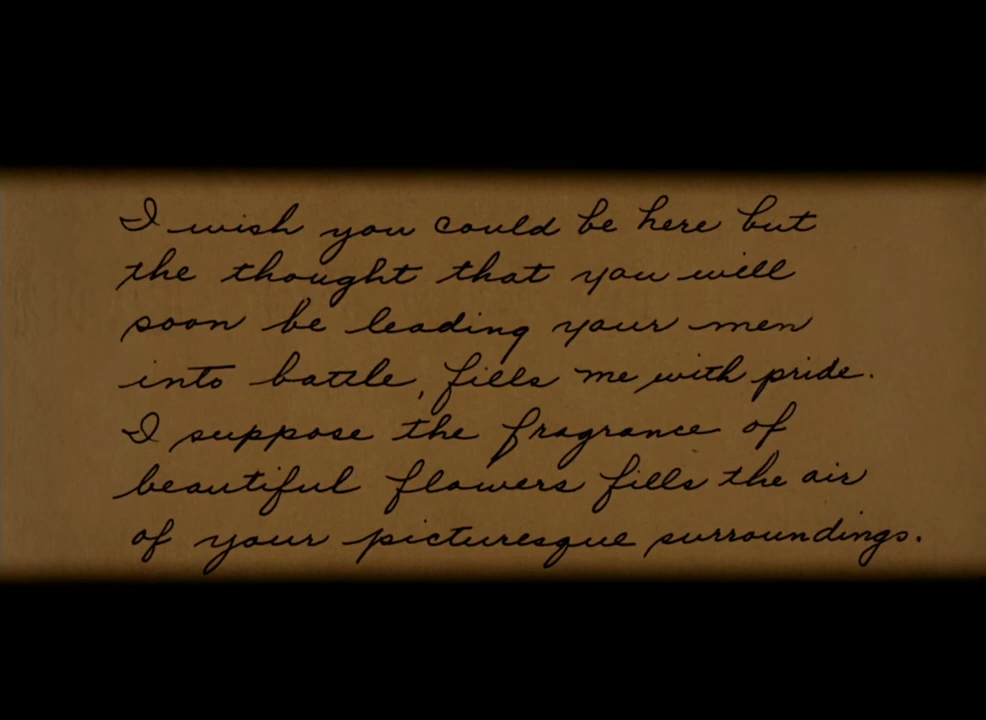 I wish you could be here but
the thought that you will
soon be leading your men
into battle, fills me with pride.
I suppose the fragrance of
beautiful flowers fills the air
of your picturesque surroundings.